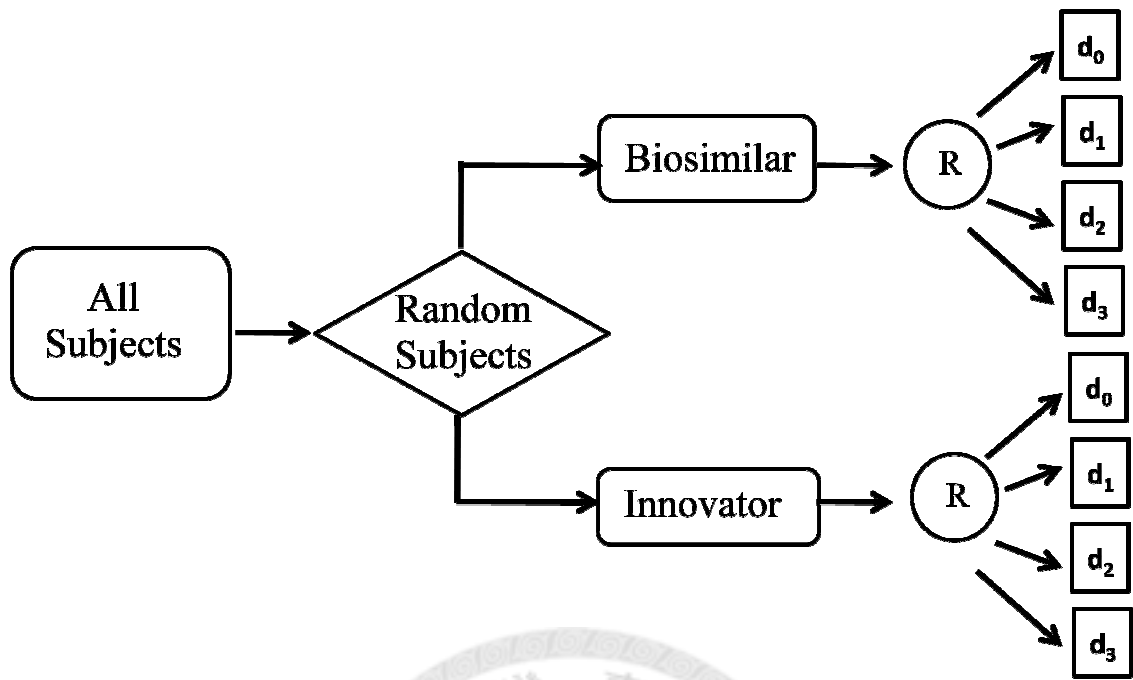 All
Subjects
Random
Subjects
Biosimilar
R
d₀
d₁
d₂
d₃
Innovator
R
d₀
d₁
d₂
d₃